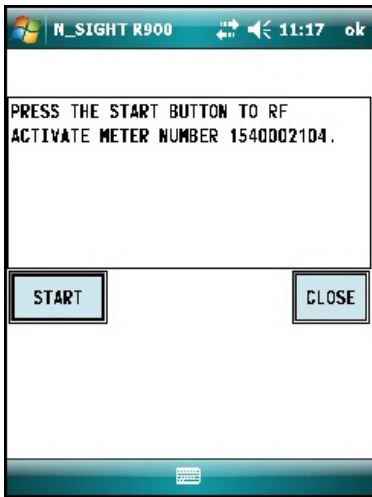 N_SIGHT R900 11:17 ok
PRESS THE START BUTTON TO RF
ACTIVATE METER NUMBER 1540002104.
START CLOSE